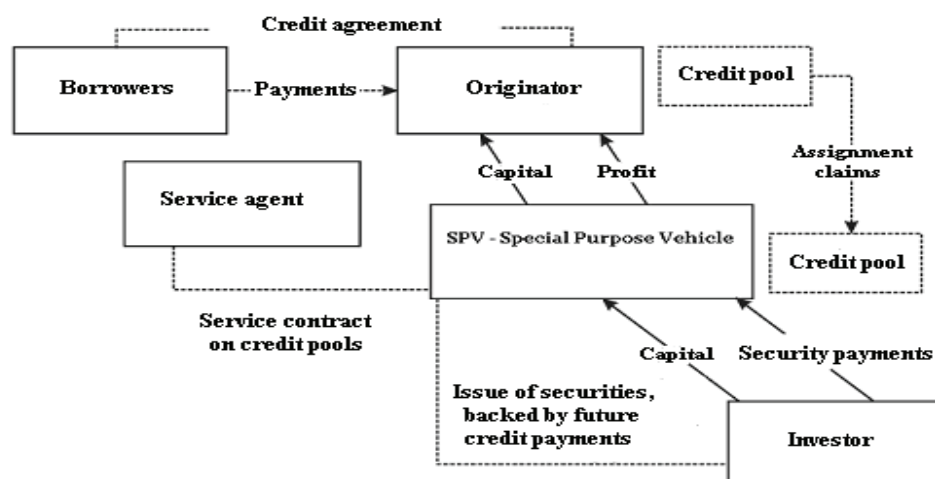 Credit agreement
Borrowers
Payments
Originator
Credit pool
Assignment
claims
Capital
Profit
Service agent
SPV - Special Purpose Vehicle
Credit pool
Service contract
on credit pools
Capital
Security payments
Issue of securities,
backed by future
credit payments
Investor